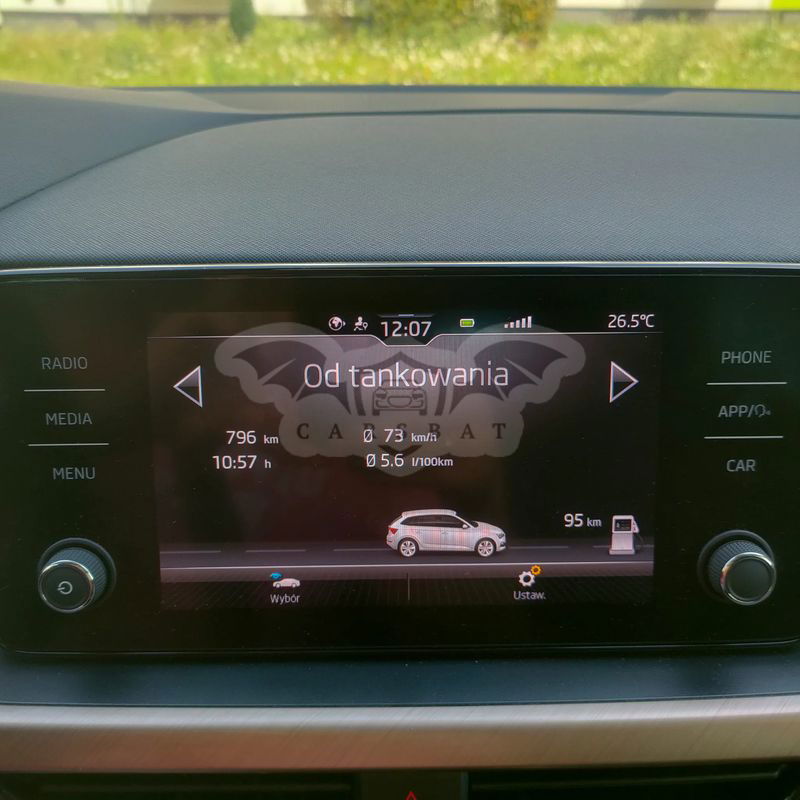 12:07
26.5°C
RADIO
MEDIA
MENU
Od tankowania
CARSBAT
796 km
Ø 73 km/h
10:57 h
Ø 5.6 l/100km
95 km
Wybór
Ustaw.
PHONE
APP/
CAR